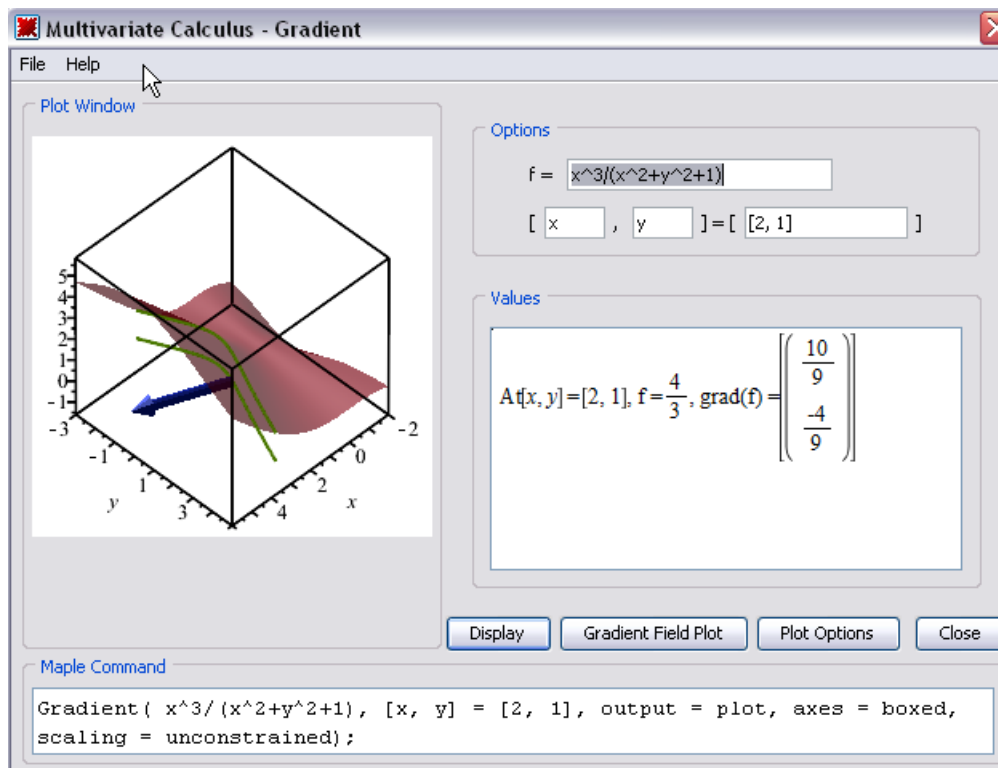 Multivariate Calculus - Gradient
File Help
Plot Window
5
4
3
2
1
0
-1
-3
-1
1
3
y
4
2
0
-2
x
Options
f = x^3/(x^2+y^2+1)
[ x , y ] = [ [2, 1] ]
Values
At[x, y]=[2, 1], f=4/3, grad(f)=[(10/9 -4/9)]
Display Gradient Field Plot Plot Options Close
Maple Command
Gradient( x^3/(x^2+y^2+1), [x, y] = [2, 1], output = plot, axes = boxed,
scaling = unconstrained);